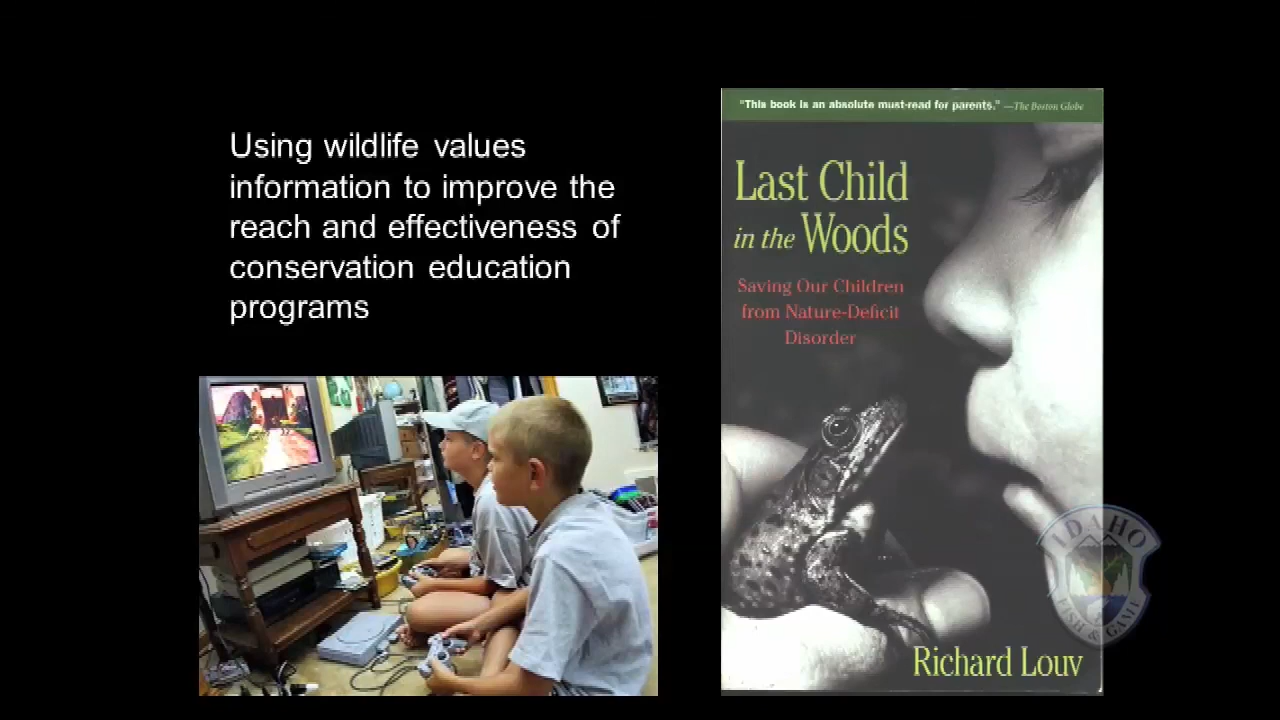 Using wildlife values
information to improve the
reach and effectiveness of
conservation education
programs
"This book is an absolute must-read for parents." —The Boston Globe
Last Child
in the Woods
Saving Our Children
from Nature-Deficit
Disorder
Richard Louv
IDAHO
FISH & GAME